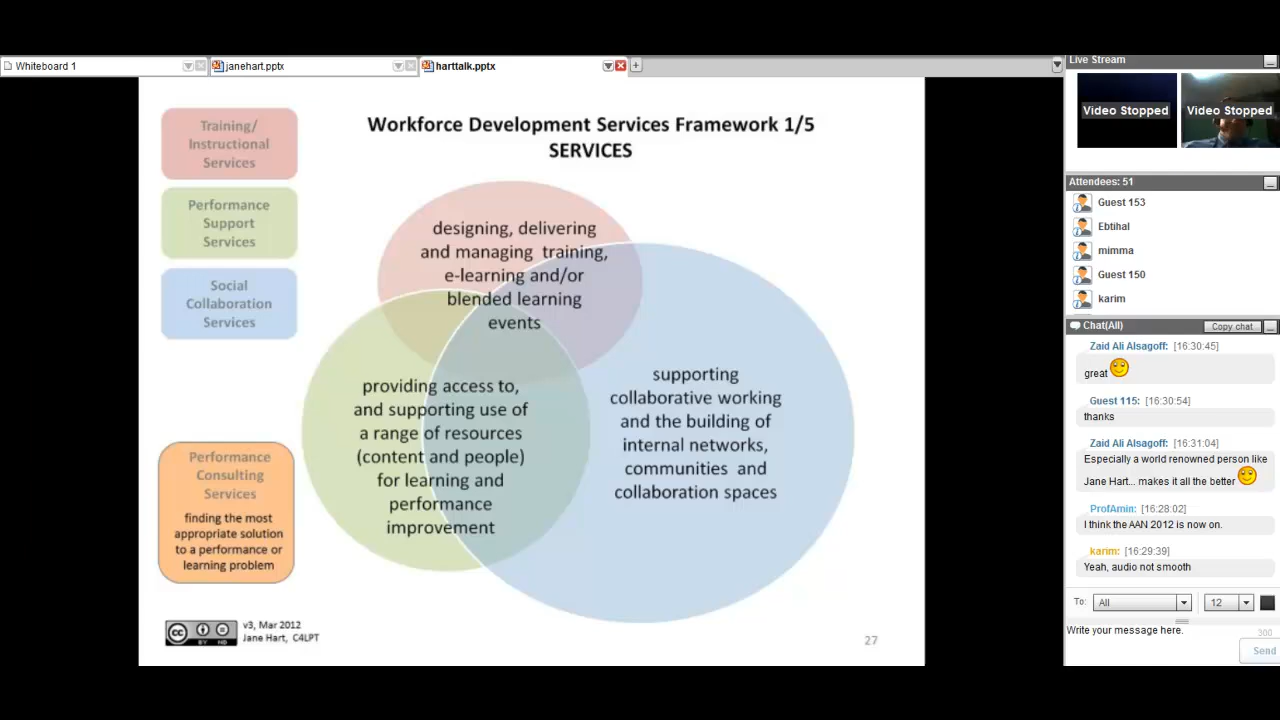 Whiteboard 1
janehart.pptx
harttalk.pptx
Workforce Development Services Framework 1/5
SERVICES
Training/
Instructional
Services
Performance
Support
Services
Social
Collaboration
Services
Performance
Consulting
Services
finding the most
appropriate solution
to a performance or
learning problem
designing, delivering
and managing training,
e-learning and/or
blended learning
events
providing access to,
and supporting use of
a range of resources
(content and people)
for learning and
performance
improvement
supporting
collaborative working
and the building of
internal networks,
communities and
collaboration spaces
cc
BY ND
v3, Mar 2012
Jane Hart, C4LPT
27
Live Stream
Video Stopped
Video Stopped
Attendees: 51
Guest 153
Ebtihal
mimma
Guest 150
karim
Chat(All)
Copy chat
Zaid Ali Alsagoff: [16:30:45]
great
Guest 115: [16:30:54]
thanks
Zaid Ali Alsagoff: [16:31:04]
Especially a world renowned person like
Jane Hart... makes it all the better
ProfAmin: [16:28:02]
I think the AAN 2012 is now on.
karim: [16:29:39]
Yeah, audio not smooth
To: All 12
Write your message here.
300
Send